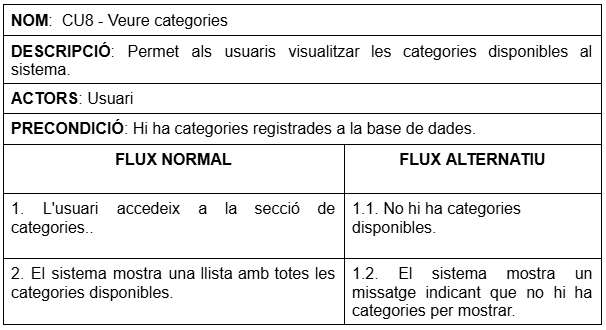 NOM: CU8 - Veure categories
DESCRIPCIÓ: Permet als usuaris visualitzar les categories disponibles al
sistema.
ACTORS: Usuari
PRECONDICIÓ: Hi ha categories registrades a la base de dades.
FLUX NORMAL
FLUX ALTERNATIU
1. L'usuari accedeix a la secció de
categories..
1.1. No hi ha categories
disponibles.
2. El sistema mostra una llista amb totes les
categories disponibles.
1.2. El sistema mostra un
missatge indicant que no hi ha
categories per mostrar.